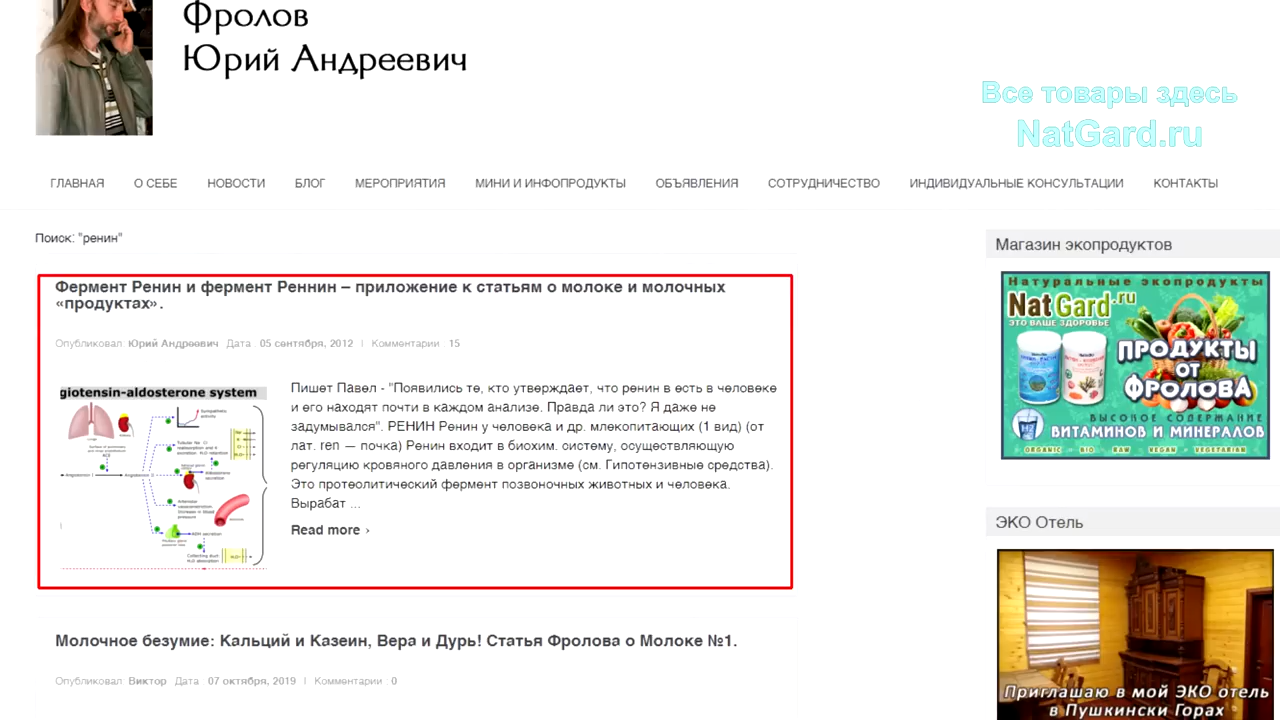 Фролов
Юрий Андреевич
Все товары здесь
NatGard.ru
ГЛАВНАЯ О СЕБЕ НОВОСТИ БЛОГ МЕРОПРИЯТИЯ МИНИ И ИНФОПРОДУКТЫ ОБЪЯВЛЕНИЯ СОТРУДНИЧЕСТВО ИНДИВИДУАЛЬНЫЕ КОНСУЛЬТАЦИИ КОНТАКТЫ
Поиск: "ренин"
Фермент Ренин и фермент Реннин – приложение к статьям о молоке и молочных
«продуктах».
Опубликовал: Юрий Андреевич Дата: 05 сентября, 2012 | Комментарии : 15
giotensin-aldosterone system
Пишет Павел - "Появились те, кто утверждает, что ренин в есть в человеке
и его находят почти в каждом анализе. Правда ли это? Я даже не
задумывался". РЕНИН Ренин у человека и др. млекопитающих (1 вид) (от
лат. ren — почка) Ренин входит в биохим. систему, осуществляющую
регуляцию кровяного давления в организме (см. Гипотензивные средства).
Это протеолитический фермент позвоночных животных и человека.
Вырабат ...
Read more ›
Молочное безумие: Кальций и Казеин, Вера и Дурь! Статья Фролова о Молоке №1.
Опубликовал: Виктор Дата: 07 октября, 2019 | Комментарии : 0
Магазин экопродуктов
Натуральные экопродукты
NatGard.ru
ЭТО ВАШЕ ЗДОРОВЬЕ
ПРОДУКТЫ
ОТ
ФРОЛОВА
ВЫСОКОЕ СОДЕРЖАНИЕ
H2
ВИТАМИНОВ И МИНЕРАЛОВ
ORGANIC - BIO - RAW - VEGAN - VEGETARIAN
ЭКО Отель
Приглашаю в мой ЭКО отель
в Пушкински Горах